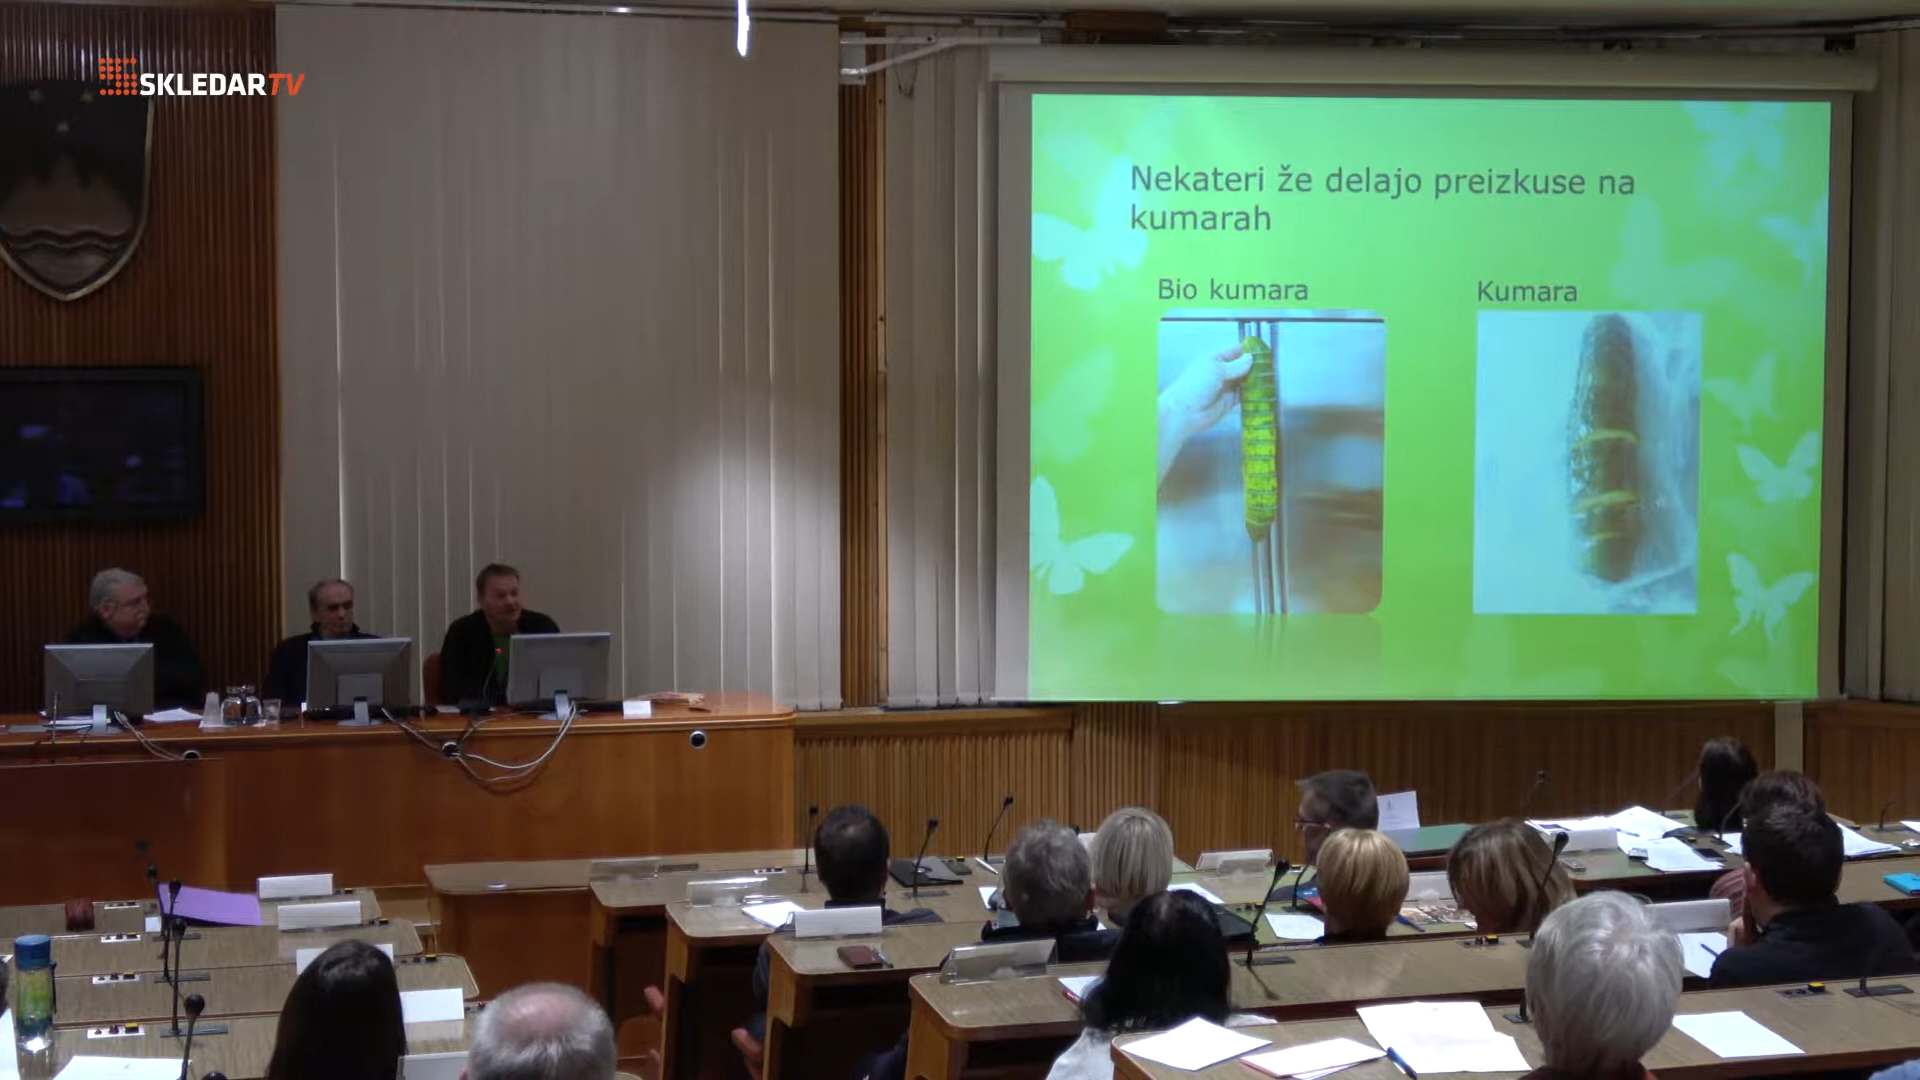 SKLEDARTV
Nekateri že delajo preizkuse na
kumarah
Bio kumara
Kumara